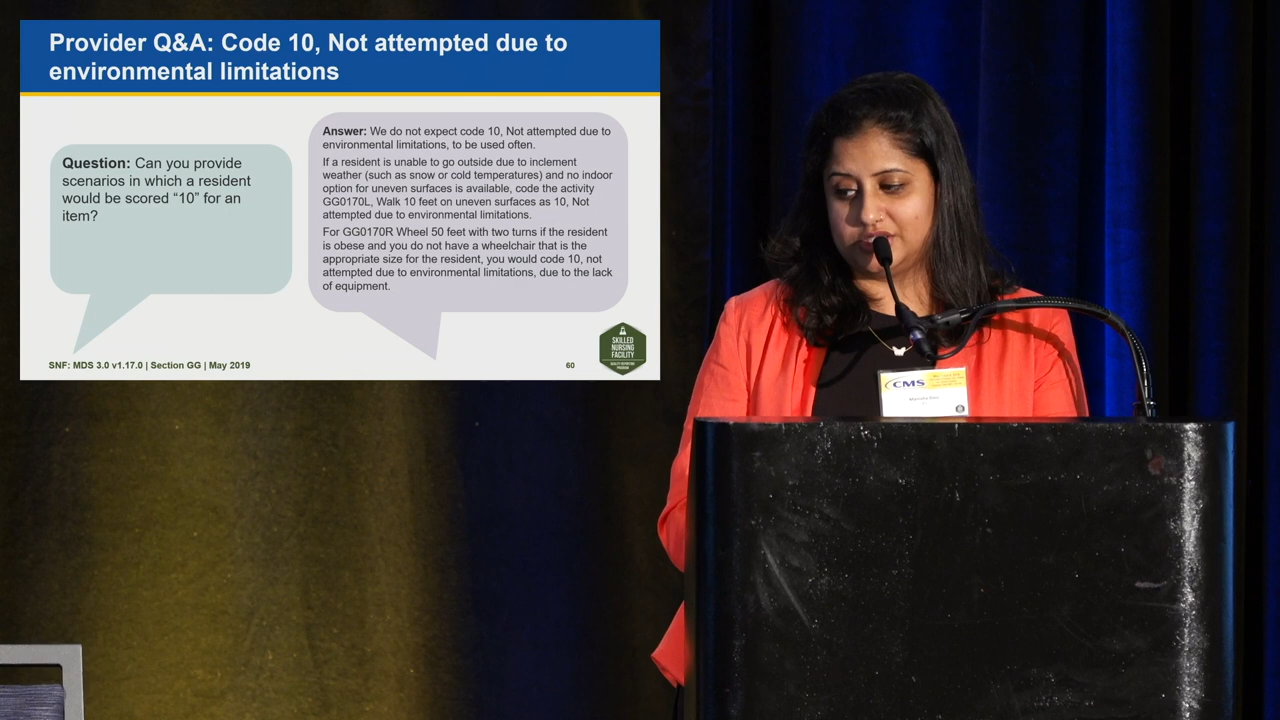 Provider Q&A: Code 10, Not attempted due to
environmental limitations
Question: Can you provide
scenarios in which a resident
would be scored “10” for an
item?
Answer: We do not expect code 10, Not attempted due to
environmental limitations, to be used often.
If a resident is unable to go outside due to inclement
weather (such as snow or cold temperatures) and no indoor
option for uneven surfaces is available, code the activity
GG0170L, Walk 10 feet on uneven surfaces as 10, Not
attempted due to environmental limitations.
For GG0170R Wheel 50 feet with two turns if the resident
is obese and you do not have a wheelchair that is the
appropriate size for the resident, you would code 10, not
attempted due to environmental limitations, due to the lack
of equipment.
SNF: MDS 3.0 v1.17.0 | Section GG | May 2019
60
SKILLED
NURSING
FACILITY
CMS